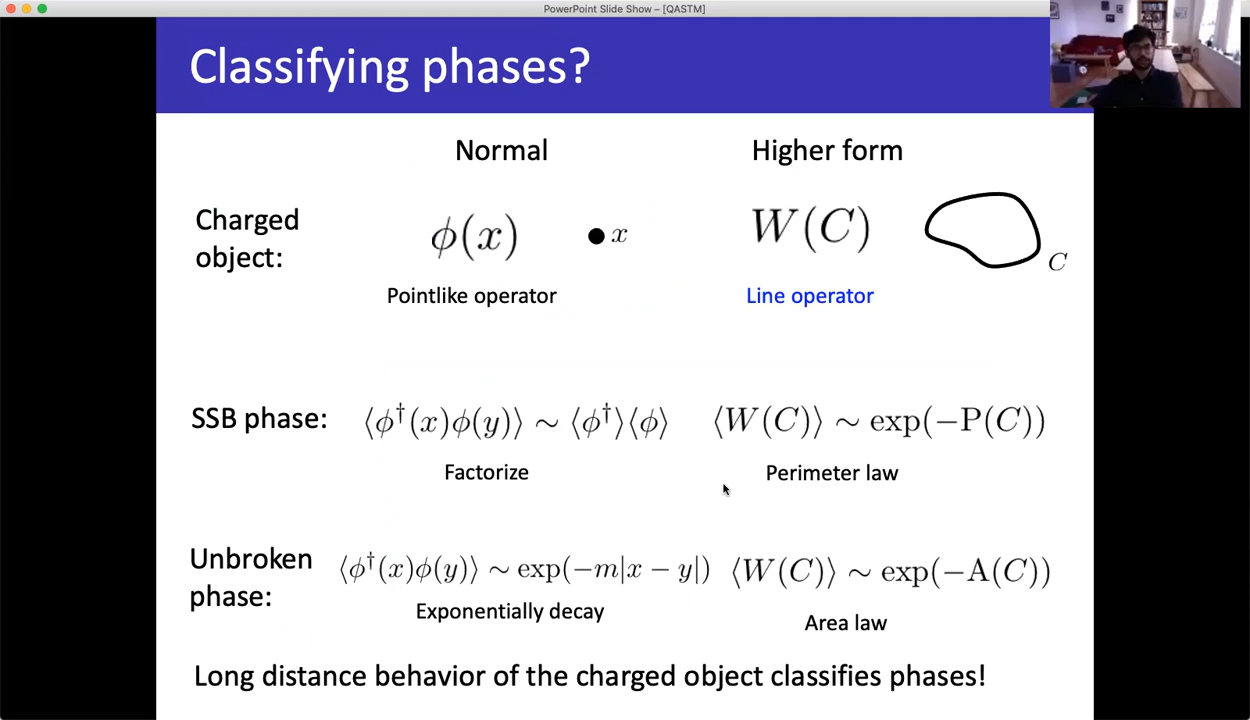 PowerPoint Slide Show – [QASTM]
Classifying phases?
Normal Higher form
Charged object:
ϕ(x) x W(C) C
Pointlike operator Line operator
SSB phase: ⟨ϕ†(x)ϕ(y)⟩ ∼ ⟨ϕ†⟩⟨ϕ⟩ ⟨W(C)⟩ ∼ exp(−P(C))
Factorize Perimeter law
Unbroken phase: ⟨ϕ†(x)ϕ(y)⟩ ∼ exp(−m|x − y|) ⟨W(C)⟩ ∼ exp(−A(C))
Exponentially decay Area law
Long distance behavior of the charged object classifies phases!